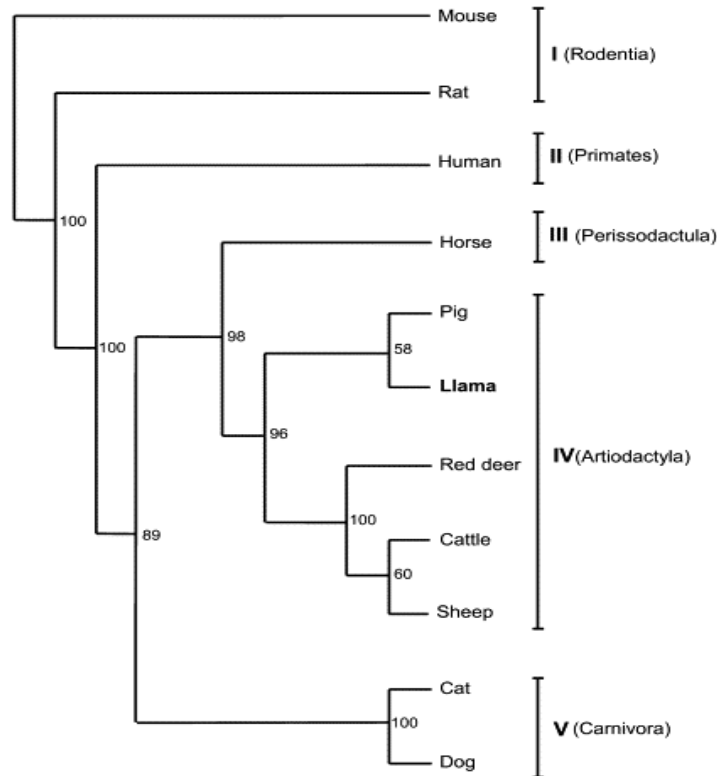 Mouse
I (Rodentia)
Rat
Human
II (Primates)
100
Horse
III (Perissodactula)
Pig
98
58
100
Llama
96
Red deer
IV(Artiodactyla)
100
Cattle
89
60
Sheep
Cat
100
V (Carnivora)
Dog